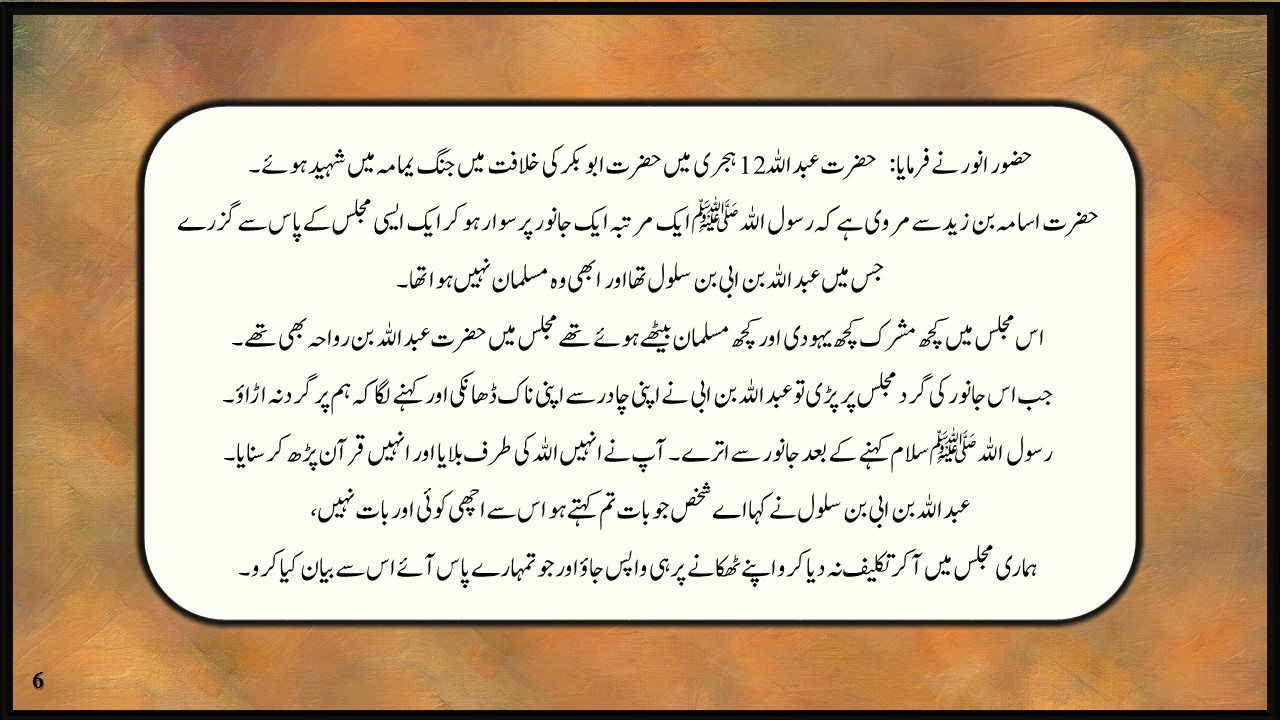 حضور انور نے فرمایا: حضرت عبد اللہ 12 ہجری میں حضرت ابو بکر کی خلافت میں جنگ یمامہ میں شہید ہوئے۔
حضرت اسامہ بن زید سے مروی ہے کہ رسول اللہ ﷺ ایک مرتبہ ایک جانور پر سوار ہو کر ایک ایسی مجلس کے پاس سے گزرے
جس میں عبد اللہ بن ابی بن سلول تھا اور ابھی وہ مسلمان نہیں ہوا تھا۔
اس مجلس میں کچھ مشرک کچھ یہودی اور کچھ مسلمان بیٹھے ہوئے تھے مجلس میں حضرت عبد اللہ بن رواحہ بھی تھے۔
جب اس جانور کی گرد مجلس پر پڑی تو عبد اللہ بن ابی نے اپنی چادر سے اپنی ناک ڈھانکی اور کہنے لگا کہ ہم پر گرد نہ اڑاؤ۔
رسول اللہ ﷺ سلام کہنے کے بعد جانور سے اترے۔ آپ نے انہیں اللہ کی طرف بلایا اور انہیں قرآن پڑھ کر سنایا۔
عبد اللہ بن ابی بن سلول نے کہا اے شخص جو بات تم کہتے ہو اس سے اچھی کوئی اور بات نہیں،
ہماری مجلس میں آ کر تکلیف نہ دیا کرو اپنے ٹھکانے پر ہی واپس جاؤ اور جو تمہارے پاس آئے اس سے بیان کیا کرو۔
6